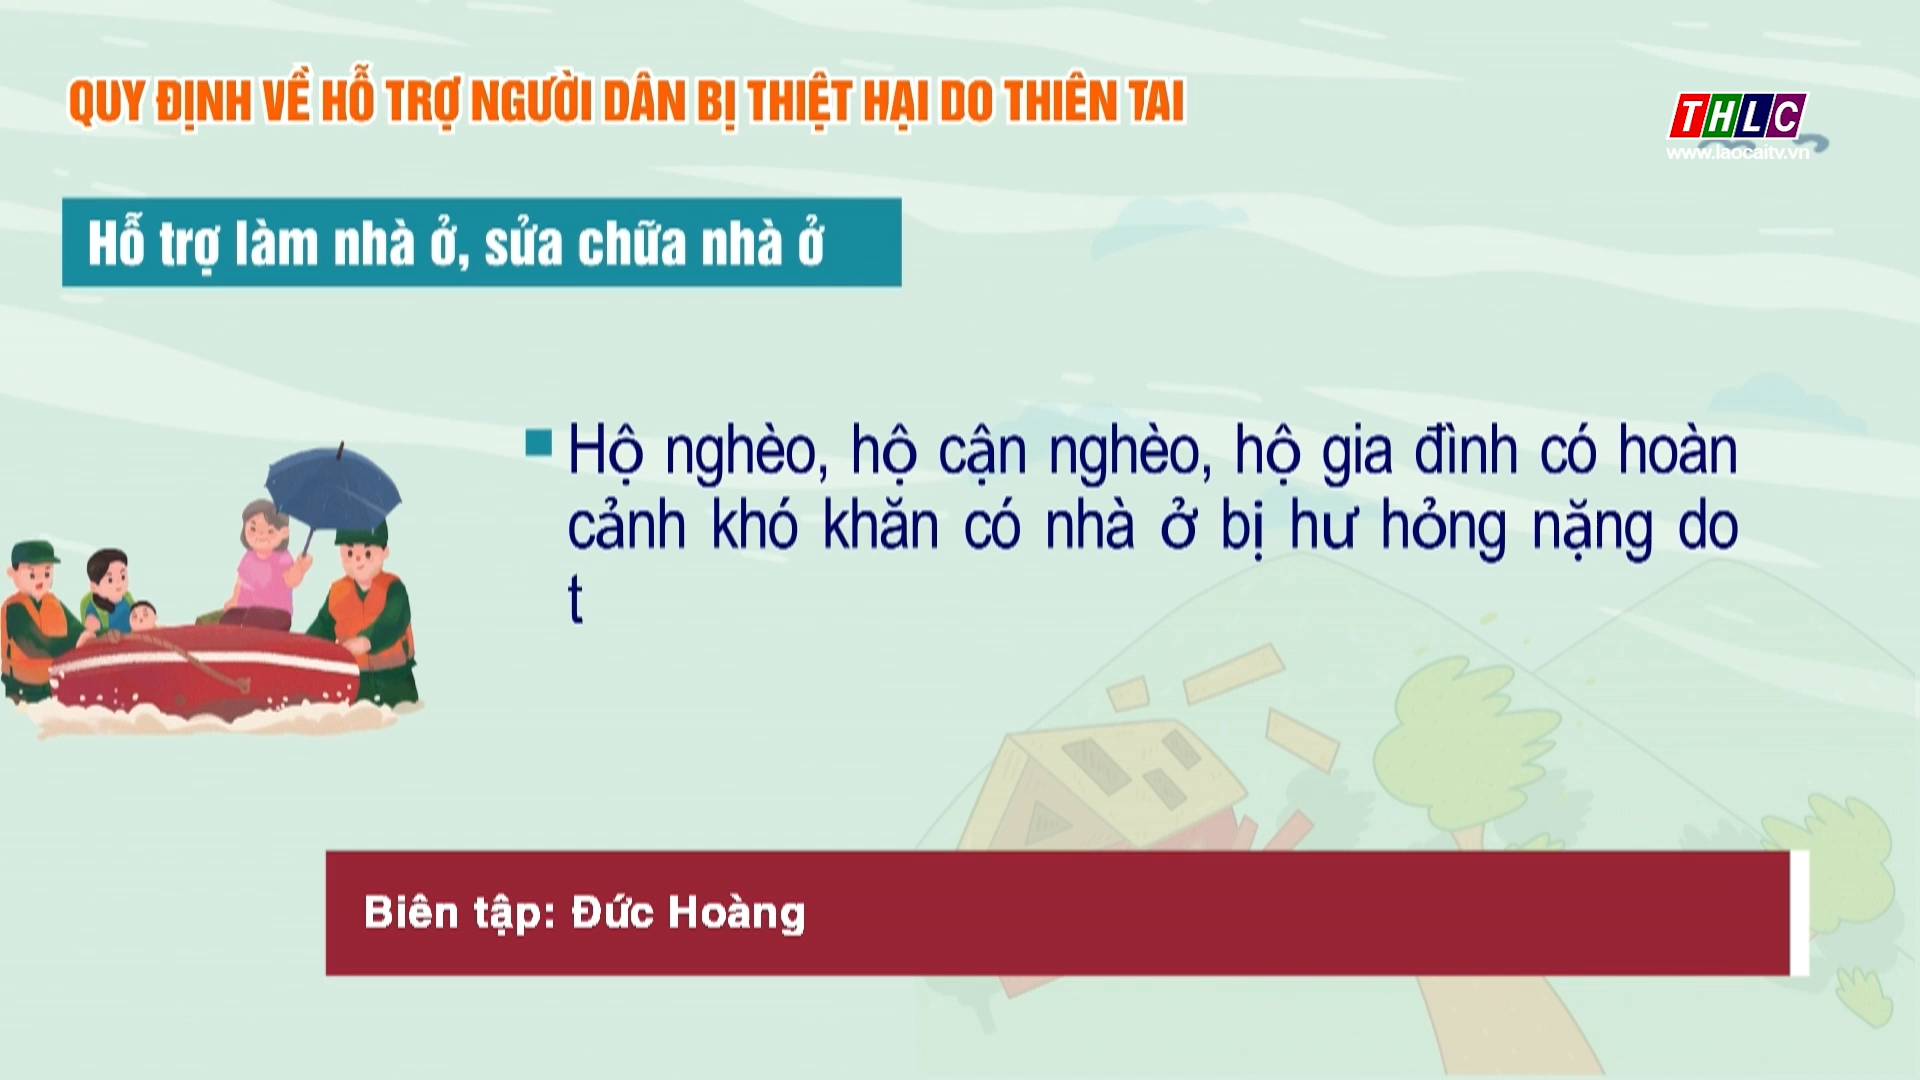 QUY ĐỊNH VỀ HỖ TRỢ NGƯỜI DÂN BỊ THIỆT HẠI DO THIÊN TAI
THLC
www.laocaitv.vn
Hỗ trợ làm nhà ở, sửa chữa nhà ở
Hộ nghèo, hộ cận nghèo, hộ gia đình có hoàn
cảnh khó khăn có nhà ở bị hư hỏng nặng do
t
Biên tập: Đức Hoàng